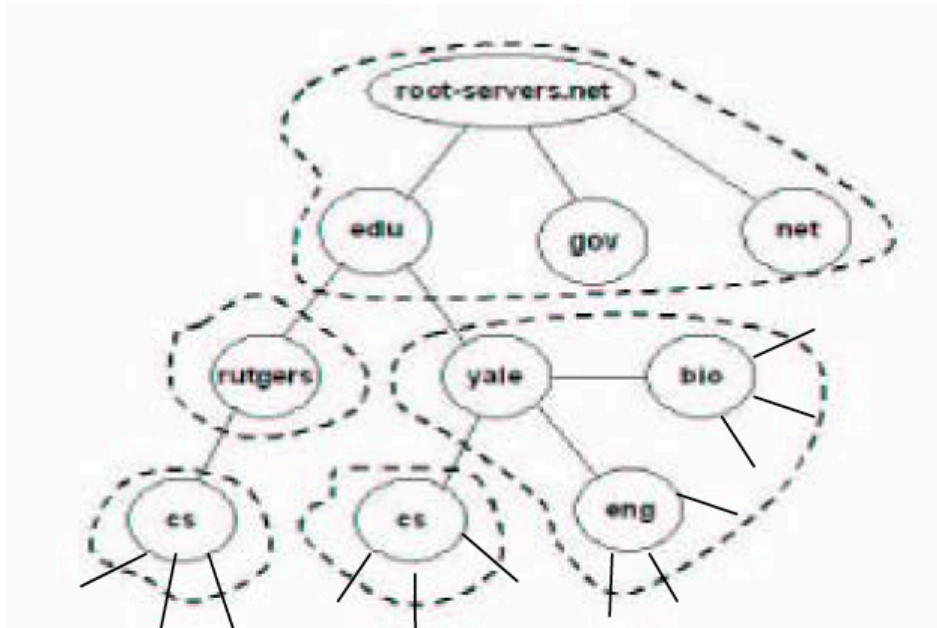 root-servers.net
edu
gov
net
rutgers
yale
bio
cs
cs
eng